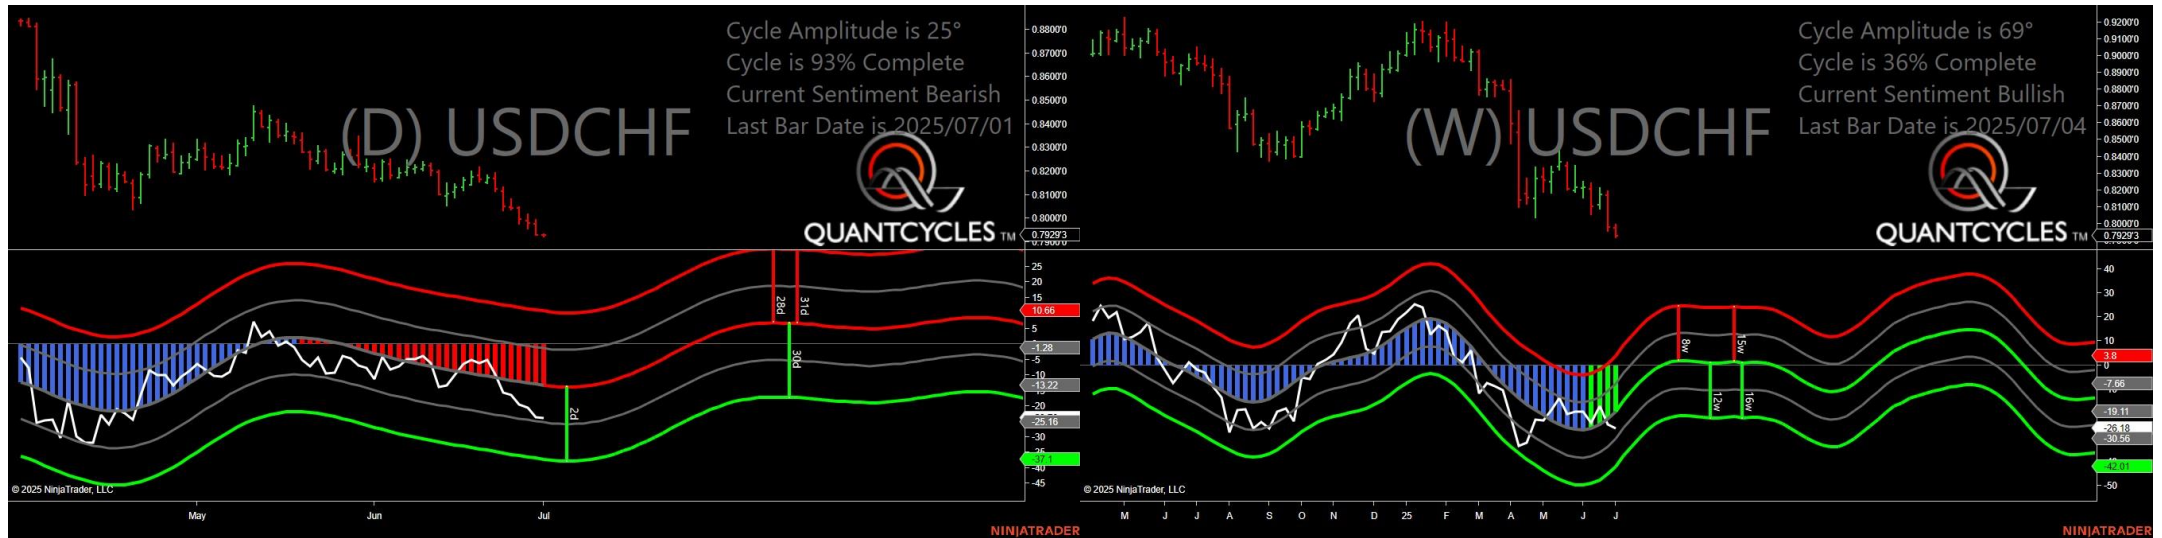 Cycle Amplitude is 25°
Cycle is 93% Complete
Current Sentiment Bearish
Last Bar Date is 2025/07/01
(D) USDCHF
QUANTCYCLES TM
0.8800'0
0.8700'0
0.8600'0
0.8500'0
0.8400'0
0.8300'0
0.8200'0
0.8100'0
0.8000'0
0.7929'3
25
20
15
10.66
5
-1.28
-5
-10
-13.22
-20
-25.16
-30
-37.1
-40
-45
28d
31d
30d
2d
© 2025 NinjaTrader, LLC
May
Jun
Jul
NINJATRADER
Cycle Amplitude is 69°
Cycle is 36% Complete
Current Sentiment Bullish
Last Bar Date is 2025/07/04
(W) USDCHF
QUANTCYCLES TM
0.9200'0
0.9100'0
0.9000'0
0.8900'0
0.8800'0
0.8700'0
0.8600'0
0.8500'0
0.8400'0
0.8300'0
0.8200'0
0.8100'0
0.8000'0
0.7929'3
40
30
20
10
3.8
0
-7.66
-19.11
-26.18
-30.56
-42.01
-50
8w
15w
12w
16w
© 2025 NinjaTrader, LLC
M
J
J
A
S
O
N
D
25
F
M
A
M
J
J
NINJATRADER